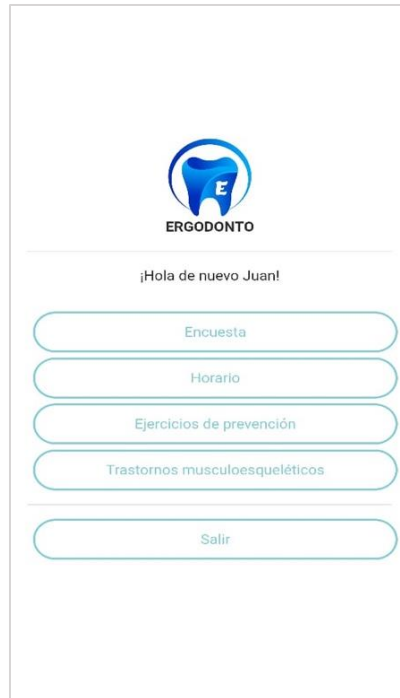 E
ERGODONTO
¡Hola de nuevo Juan!
Encuesta
Horario
Ejercicios de prevención
Trastornos musculoesqueléticos
Salir